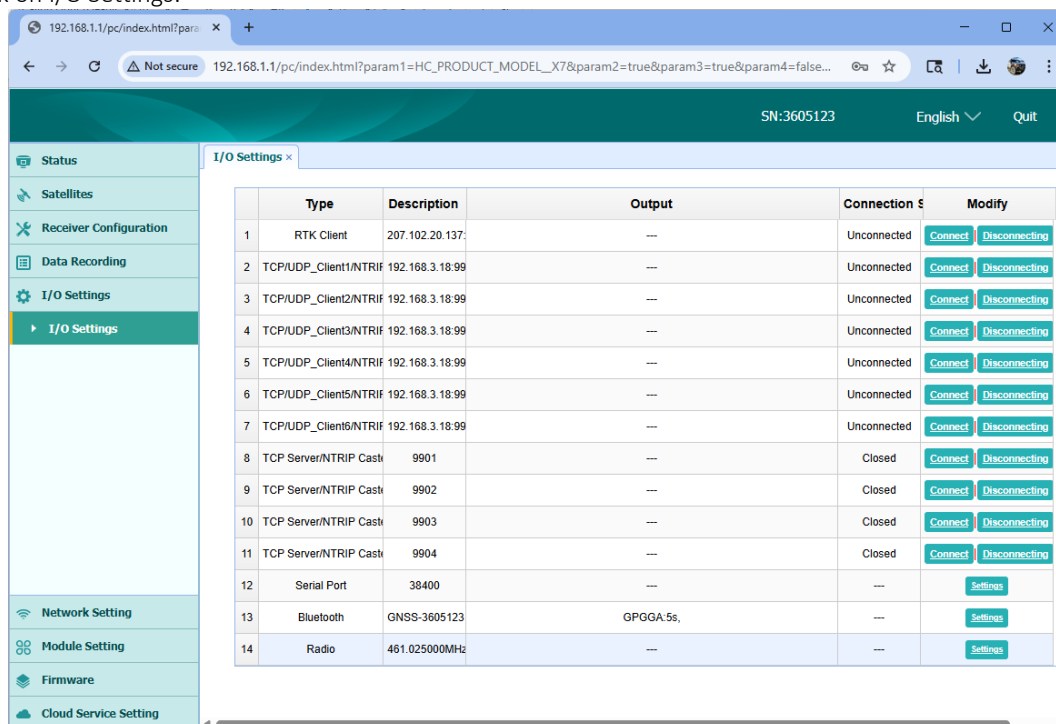 on I/O Settings.
192.168.1.1/pc/index.html?para
Not secure 192.168.1.1/pc/index.html?param1=HC_PRODUCT_MODEL__X7&param2=true&param3=true&param4=false...
SN:3605123 English Quit
Status
Satellites
Receiver Configuration
Data Recording
I/O Settings
I/O Settings
Network Setting
Module Setting
Firmware
Cloud Service Setting
I/O Settings ×
Type Description Output Connection S Modify
1 RTK Client 207.102.20.137: --- Unconnected Connect | Disconnecting
2 TCP/UDP_Client1/NTRIF 192.168.3.18:99 --- Unconnected Connect | Disconnecting
3 TCP/UDP_Client2/NTRIF 192.168.3.18:99 --- Unconnected Connect | Disconnecting
4 TCP/UDP_Client3/NTRIF 192.168.3.18:99 --- Unconnected Connect | Disconnecting
5 TCP/UDP_Client4/NTRIF 192.168.3.18:99 --- Unconnected Connect | Disconnecting
6 TCP/UDP_Client5/NTRIF 192.168.3.18:99 --- Unconnected Connect | Disconnecting
7 TCP/UDP_Client6/NTRIF 192.168.3.18:99 --- Unconnected Connect | Disconnecting
8 TCP Server/NTRIP Caste 9901 --- Closed Connect | Disconnecting
9 TCP Server/NTRIP Caste 9902 --- Closed Connect | Disconnecting
10 TCP Server/NTRIP Caste 9903 --- Closed Connect | Disconnecting
11 TCP Server/NTRIP Caste 9904 --- Closed Connect | Disconnecting
12 Serial Port 38400 --- --- Settings
13 Bluetooth GNSS-3605123 GPGGA:5s, --- Settings
14 Radio 461.025000MHz --- --- Settings